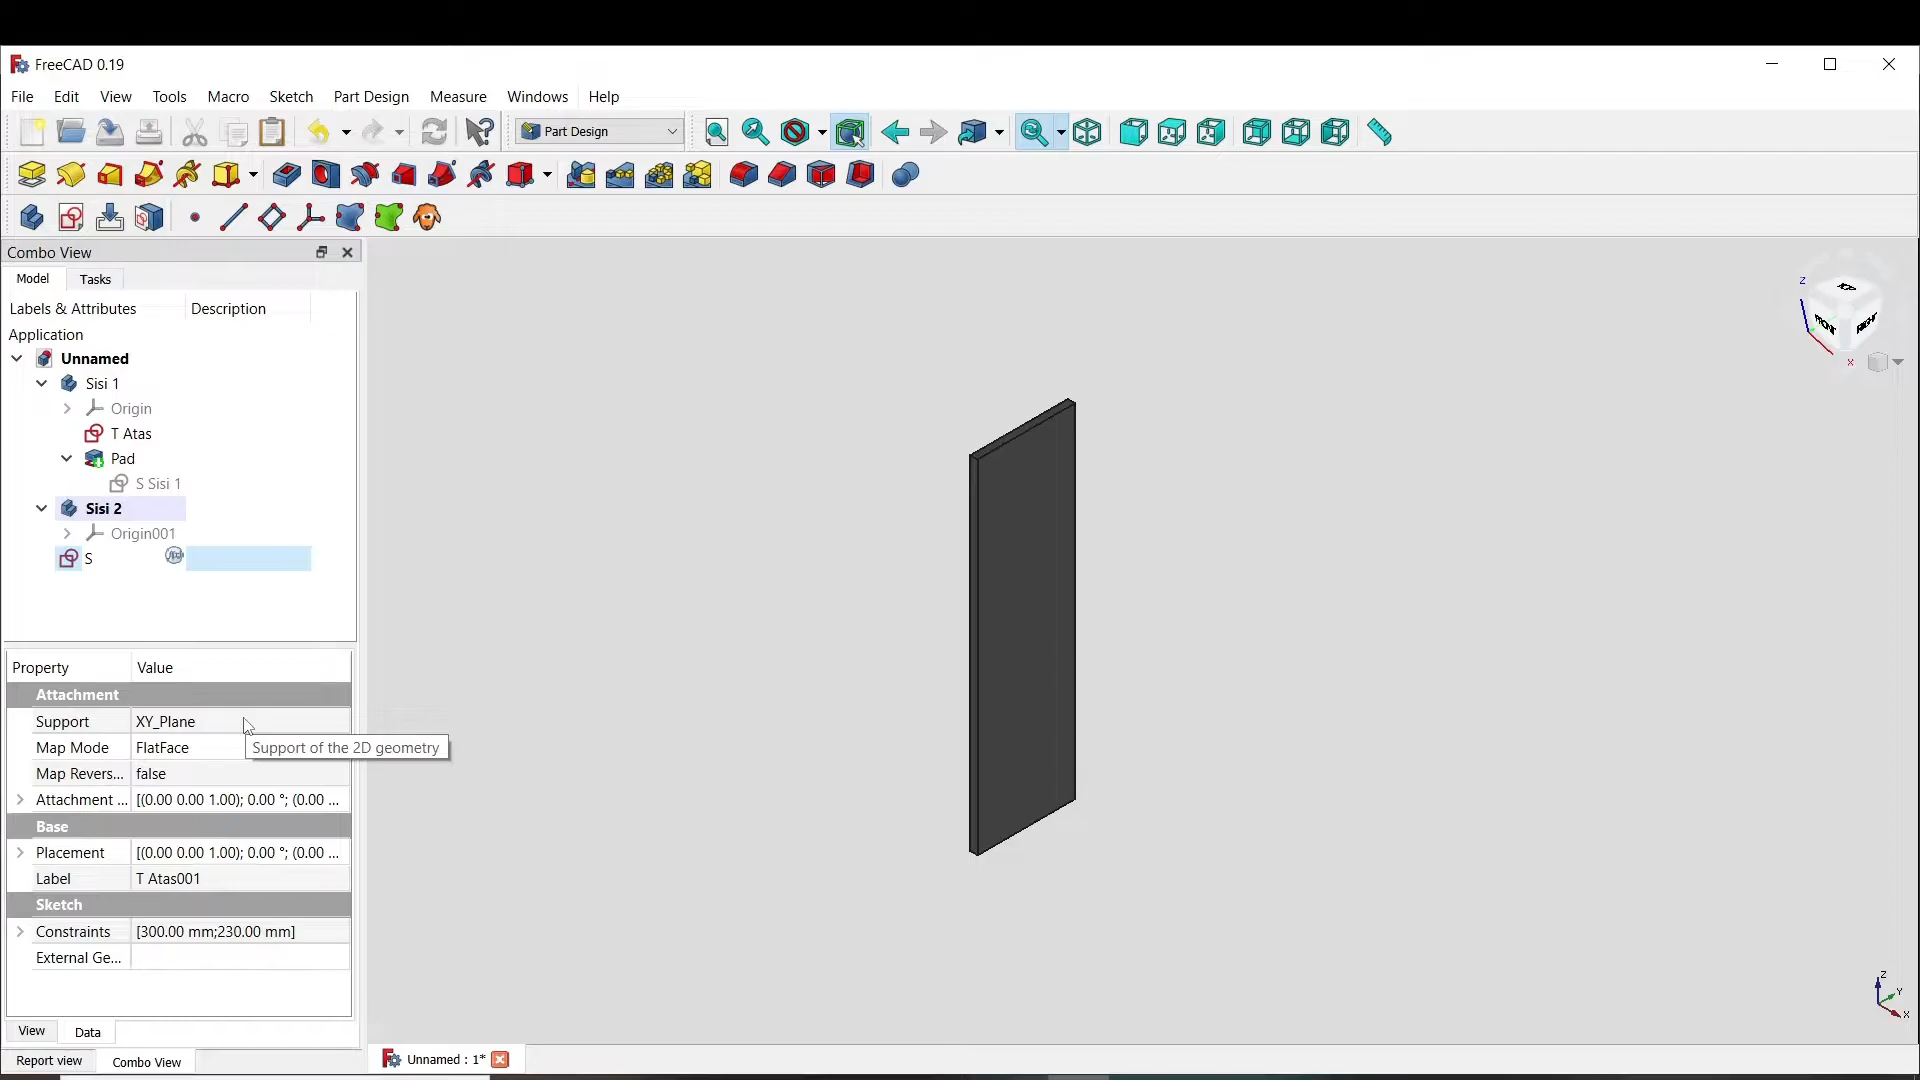 FreeCAD 0.19
File Edit View Tools Macro Sketch Part Design Measure Windows Help
Part Design
Combo View
Model Tasks
Labels & Attributes Description
Application
Unnamed
Sisi 1
Origin
T Atas
Pad
S Sisi 1
Sisi 2
Origin001
S
Property Value
Attachment
Support XY_Plane
Map Mode FlatFace
Support of the 2D geometry
Map Revers... false
Attachment ... [(0.00 0.00 1.00); 0.00 °; (0.00 ...
Base
Placement [(0.00 0.00 1.00); 0.00 °; (0.00 ...
Label T Atas001
Sketch
Constraints [300.00 mm;230.00 mm]
External Ge...
View Data
Report view Combo View
Unnamed : 1*
TOP
FRONT RIGHT
Z
X
Z
Y
X